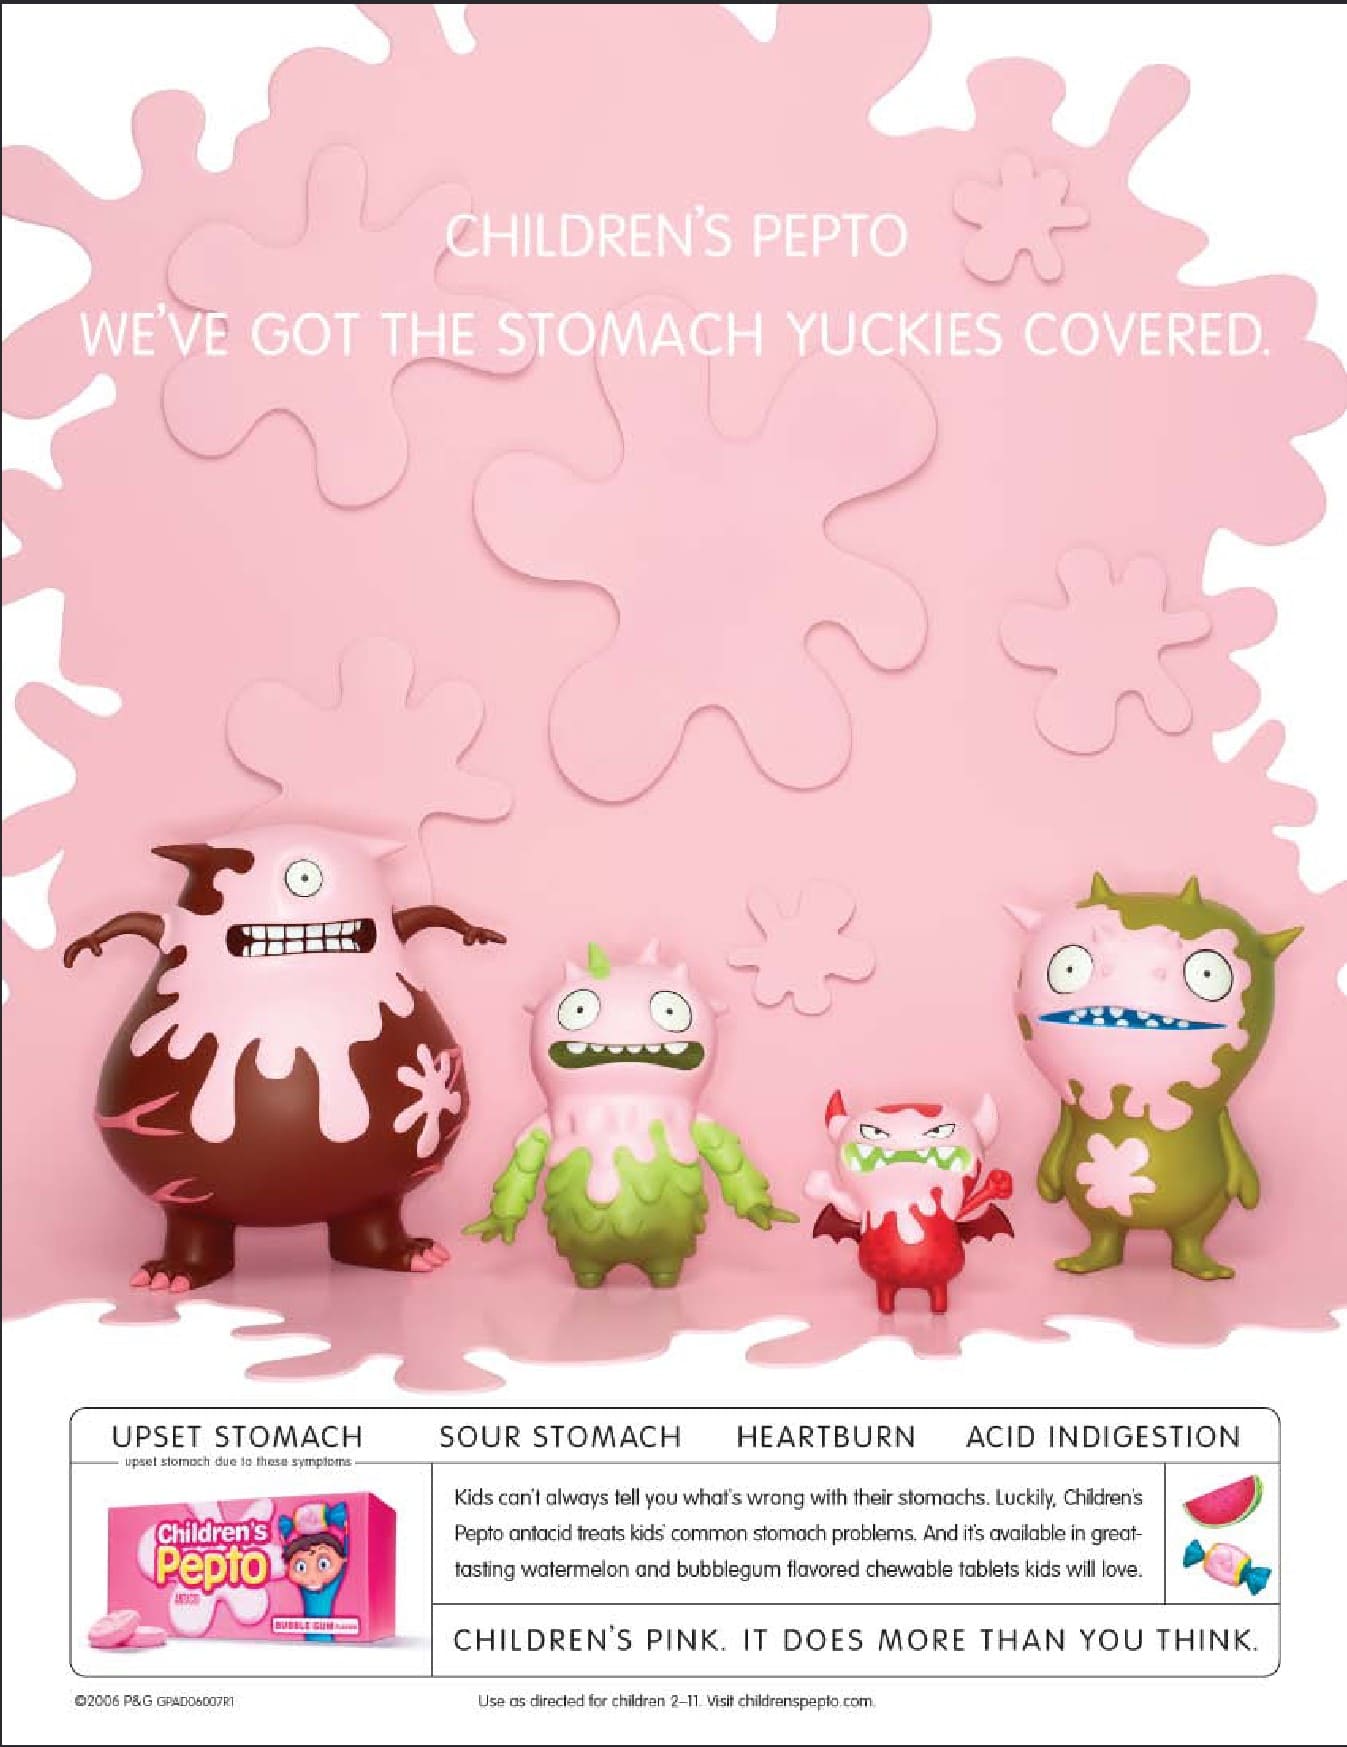 CHILDREN'S PEPTO
WE'VE GOT THE STOMACH YUCKIES COVERED.
UPSET STOMACH SOUR STOMACH HEARTBURN ACID INDIGESTION
upset stomach due to these symptoms
Children's
Pepto
ANTACID
BUBBLE GUM FLAVOR
Kids can't always tell you what's wrong with their stomachs. Luckily, Children's
Pepto antacid treats kids' common stomach problems. And it's available in great-
tasting watermelon and bubblegum flavored chewable tablets kids will love.
CHILDREN'S PINK. IT DOES MORE THAN YOU THINK.
©2006 P&G GPAD06007R1
Use as directed for children 2–11. Visit childrenspepto.com.